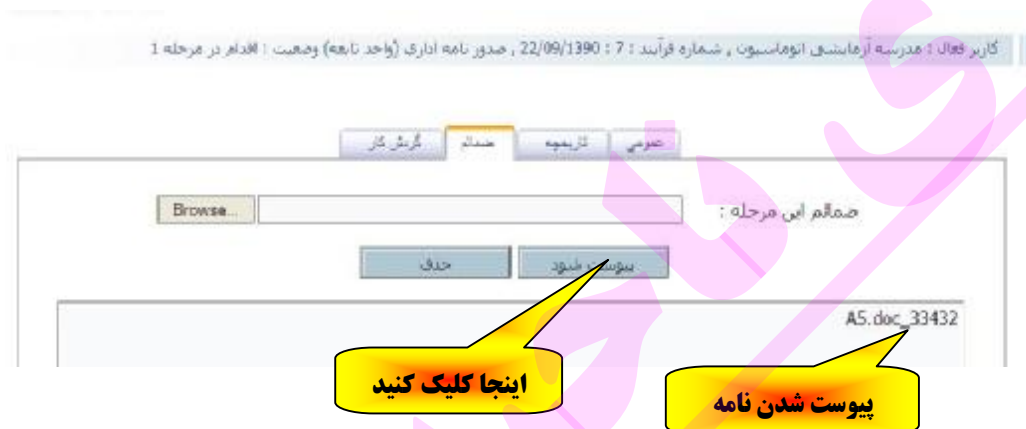 کاربر فعال : مدرسه آزمایشی اتوماسیون , شماره فرآیند : 7 : 22/09/1390 , صدور نامه اداری (واحد تابعه) وضعیت : اقدام در مرحله 1
عمومی کاریمچه ضمائم گردش کار
ضمائم این مرحله : Browse...
پیوست شود حذف
A5.doc_33432
اینجا کلیک کنید
پیوست شدن نامه